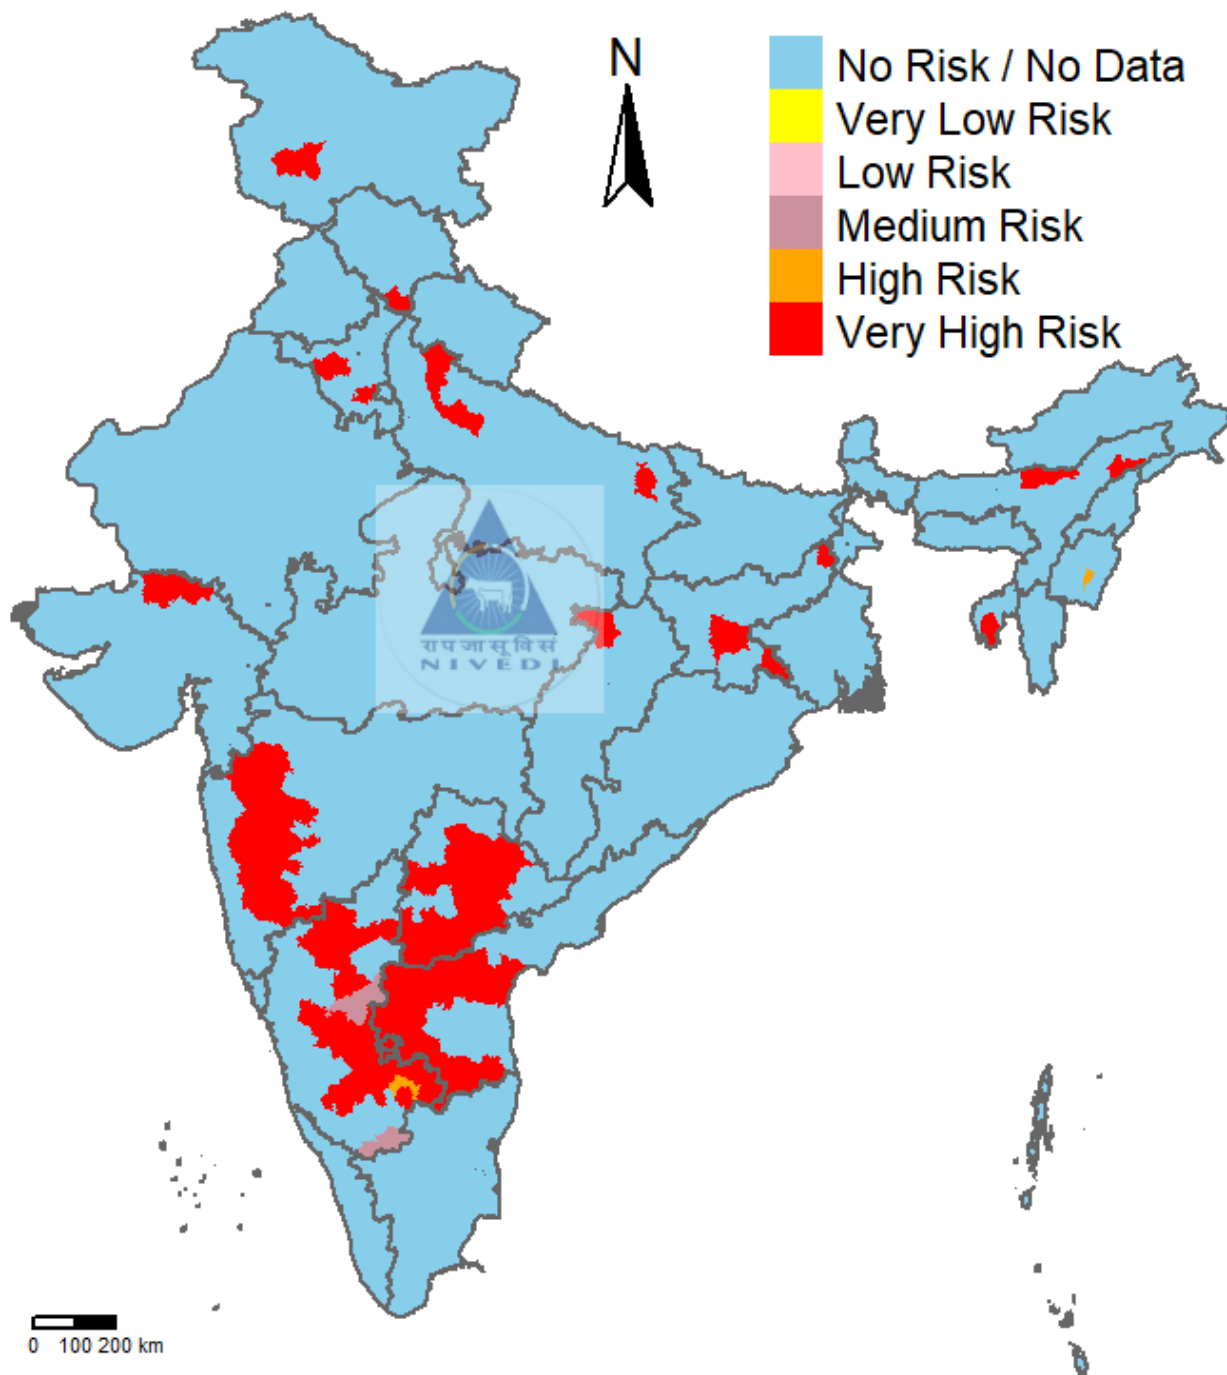 N
No Risk / No Data
Very Low Risk
Low Risk
Medium Risk
High Risk
Very High Risk
रा प जा सू वि सं
NIVEDI
0 100 200 km